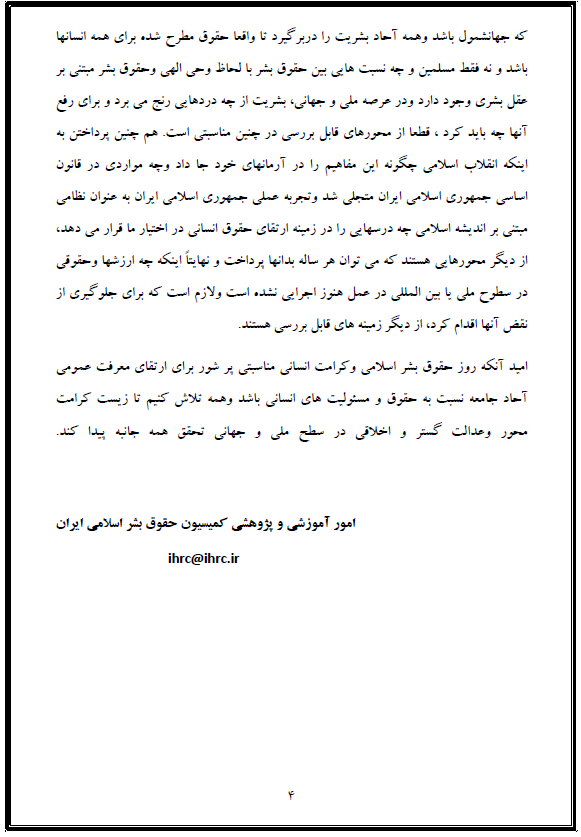 که جهانشمول باشد وهمه آحاد بشریت را دربرگیرد تا واقعا حقوق مطرح شده برای همه انسانها
باشد و نه فقط مسلمین و چه نسبت هایی بین حقوق بشر با لحاظ وحی الهی وحقوق بشر مبتنی بر
عقل بشری وجود دارد ودر عرصه ملی و جهانی، بشریت از چه دردهایی رنج می برد و برای رفع
آنها چه باید کرد ، قطعا از محورهای قابل بررسی در چنین مناسبتی است. هم چنین پرداختن به
اینکه انقلاب اسلامی چگونه این مفاهیم را در آرمانهای خود جا داد وچه مواردی در قانون
اساسی جمهوری اسلامی ایران متجلی شد وتجربه عملی جمهوری اسلامی ایران به عنوان نظامی
مبتنی بر اندیشه اسلامی چه درسهایی را در زمینه ارتقای حقوق انسانی در اختیار ما قرار می دهد،
از دیگر محورهایی هستند که می توان هر ساله بدانها پرداخت و نهایتاً اینکه چه ارزشها وحقوقی
در سطوح ملی یا بین المللی در عمل هنوز اجرایی نشده است ولازم است که برای جلوگیری از
نقض آنها اقدام کرد، از دیگر زمینه های قابل بررسی هستند.
امید آنکه روز حقوق بشر اسلامی وکرامت انسانی مناسبتی پر شور برای ارتقای معرفت عمومی
آحاد جامعه نسبت به حقوق و مسئولیت های انسانی باشد وهمه تلاش کنیم تا زیست کرامت
محور وعدالت گستر و اخلاقی در سطح ملی و جهانی تحقق همه جانبه پیدا کند.
امور آموزشی و پژوهشی کمیسیون حقوق بشر اسلامی ایران
ihrc@ihrc.ir
۴